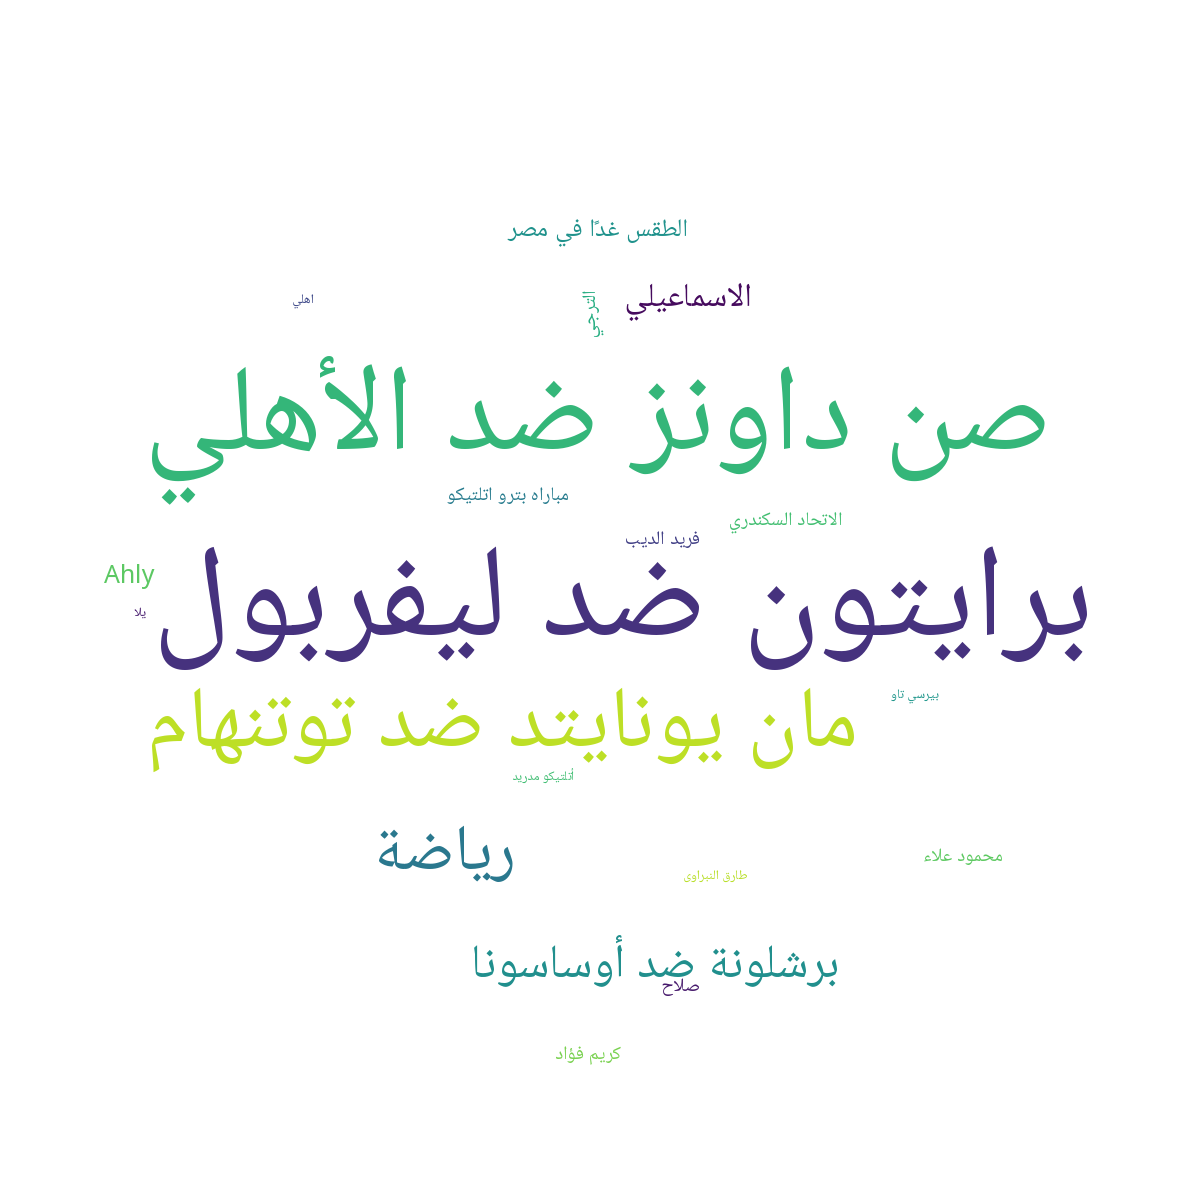 الطقس غدًا في مصر
الاسماعيلي
الترجي
اهلي
صن داونز ضد الأهلي
مباراه بترو اتلتيكو
الاتحاد السكندري
فريد الديب
Ahly
برايتون ضد ليفربول
يلا
بيرسي تاو
مان يونايتد ضد توتنهام
أتلتيكو مدريد
رياضة
محمود علاء
طارق النبراوى
برشلونة ضد أوساسونا
صلاح
كريم فؤاد